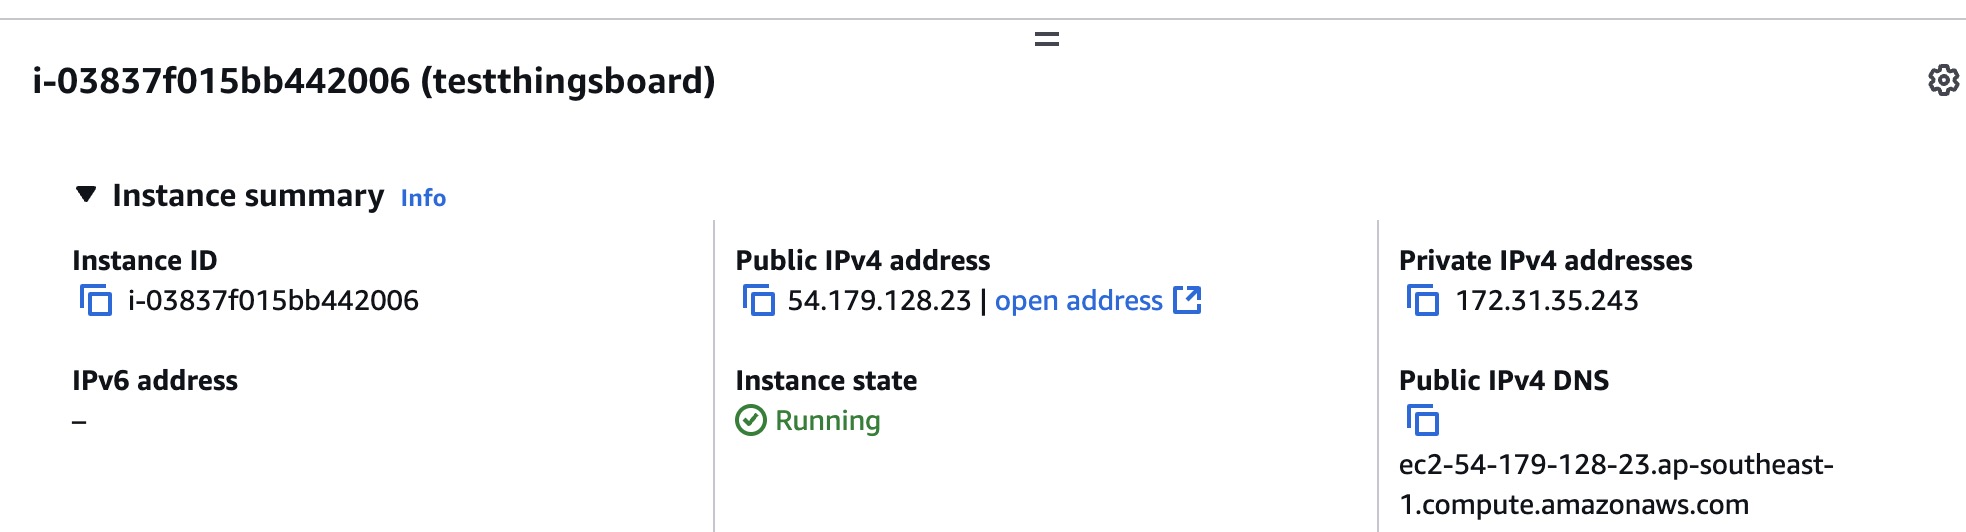 i-03837f015bb442006 (testthingsboard)
Instance summary Info
Instance ID
i-03837f015bb442006
Public IPv4 address
54.179.128.23 | open address
Private IPv4 addresses
172.31.35.243
IPv6 address
–
Instance state
Running
Public IPv4 DNS
ec2-54-179-128-23.ap-southeast-
1.compute.amazonaws.com